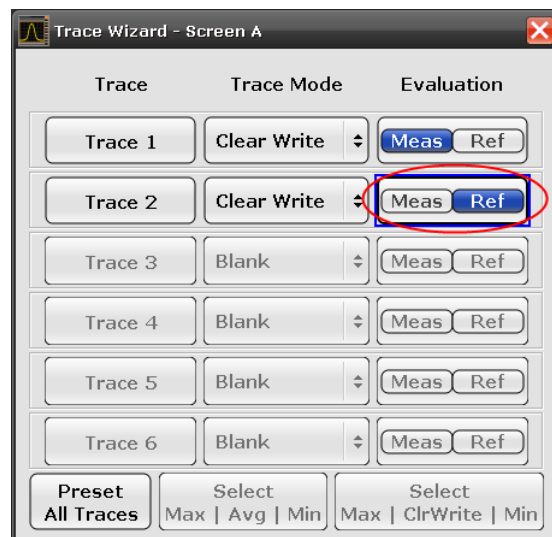 Trace Wizard - Screen A
Trace Trace Mode Evaluation
Trace 1 Clear Write Meas Ref
Trace 2 Clear Write Meas Ref
Trace 3 Blank Meas Ref
Trace 4 Blank Meas Ref
Trace 5 Blank Meas Ref
Trace 6 Blank Meas Ref
Preset Select Select
All Traces Max | Avg | Min Max | ClrWrite | Min